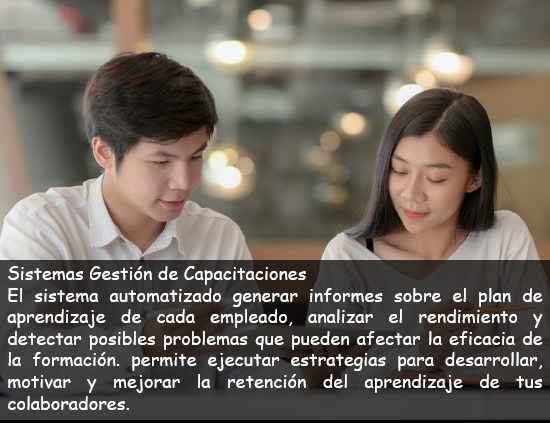 Sistemas Gestión de Capacitaciones
El sistema automatizado generar informes sobre el plan de
aprendizaje de cada empleado, analizar el rendimiento y
detectar posibles problemas que pueden afectar la eficacia de
la formación. permite ejecutar estrategias para desarrollar,
motivar y mejorar la retención del aprendizaje de tus
colaboradores.